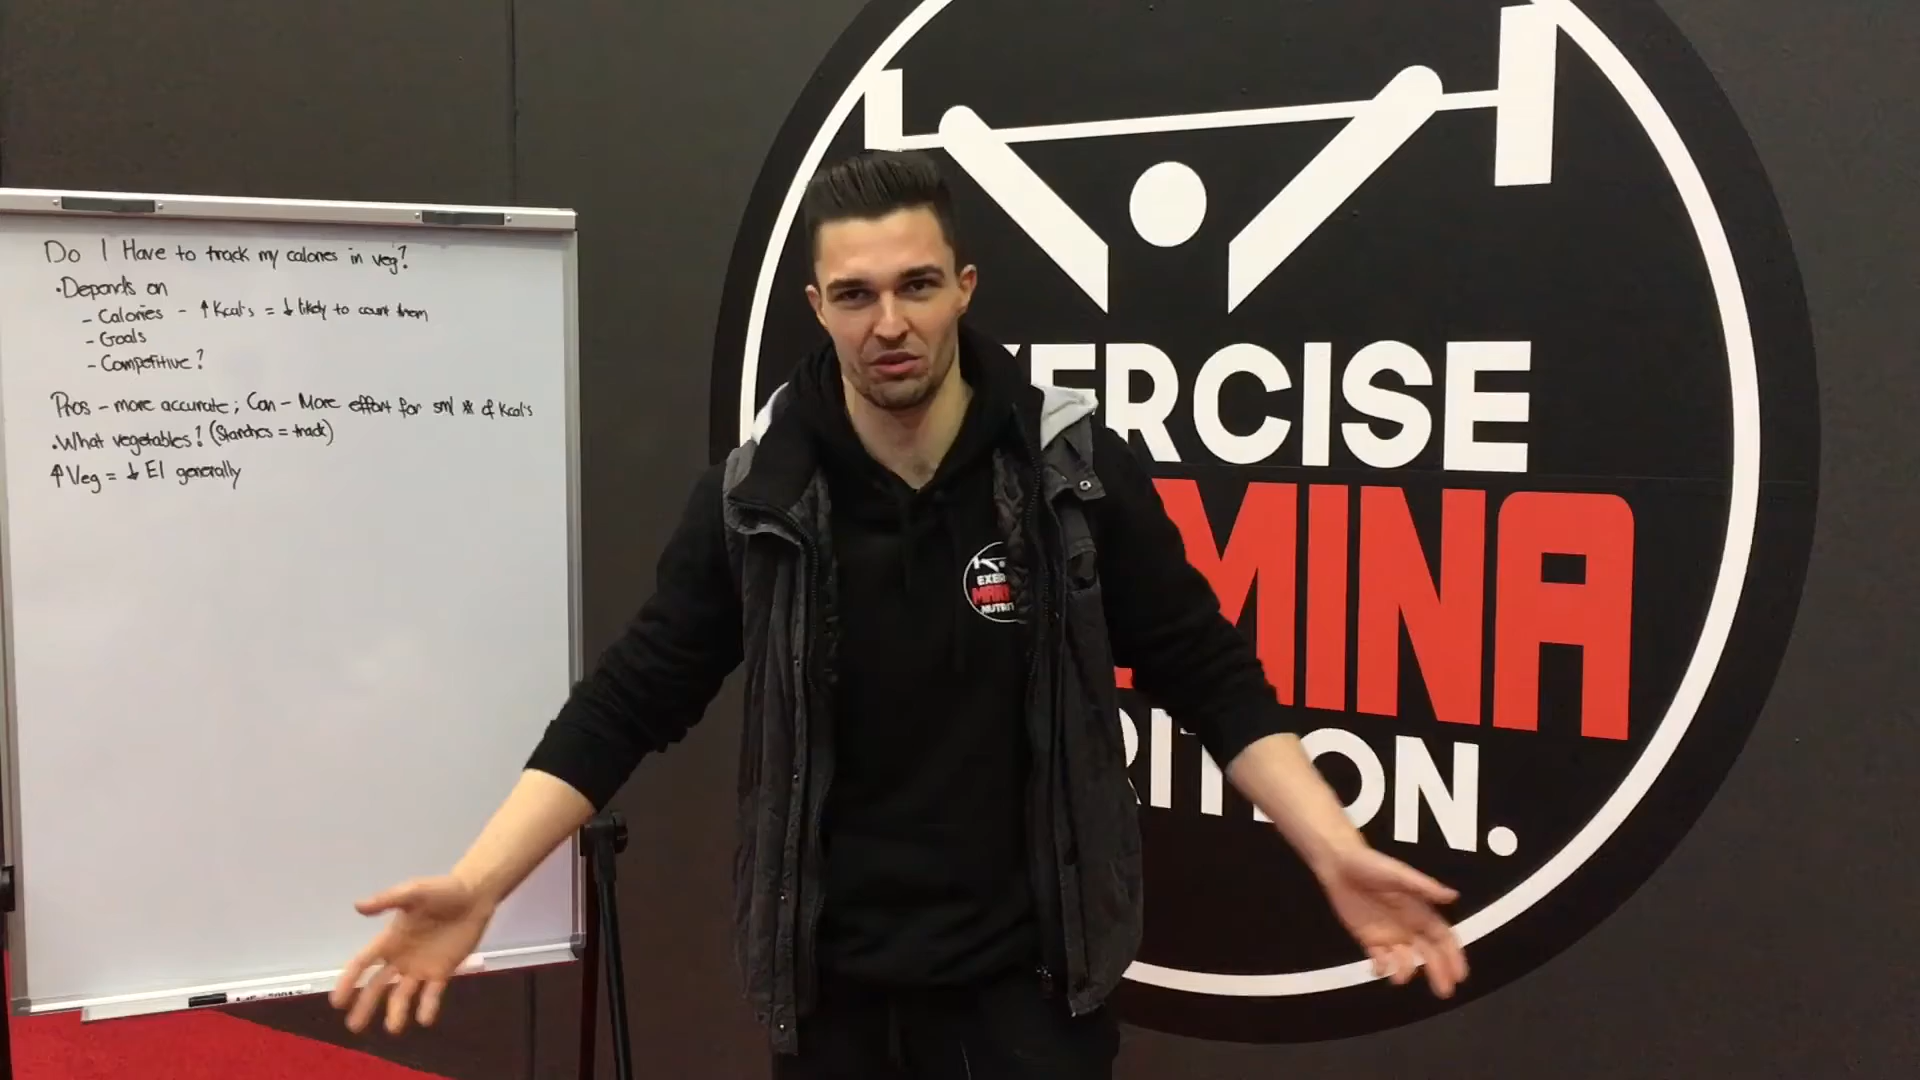 Do I Have to track my calories in veg?
•Depends on
- Calories - ↑Kcal's = ↓ likely to count them
- Goals
- Competitive?
Pros - more accurate; Con - More effort for sml # of Kcal's
•What vegetables? (Starches = track)
↑Veg = ↓ EI generally
EXER
NUTRI
ERCISE
MINA
RITION.